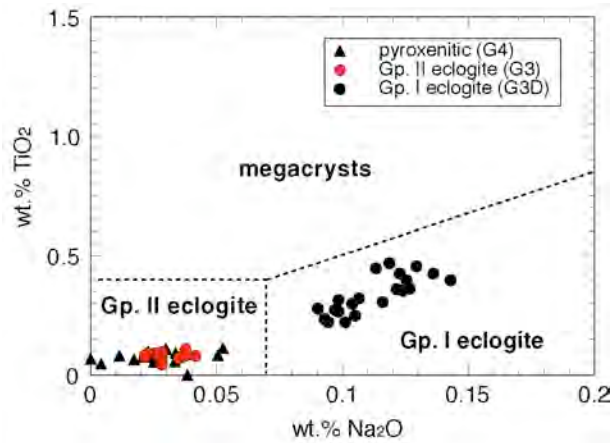 1.5
1.0
0.5
0
wt.% TiO2
pyroxenitic (G4)
Gp. II eclogite (G3)
Gp. I eclogite (G3D)
megacrysts
Gp. II eclogite
Gp. I eclogite
0
0.05
0.1
0.15
0.2
wt.% Na2O